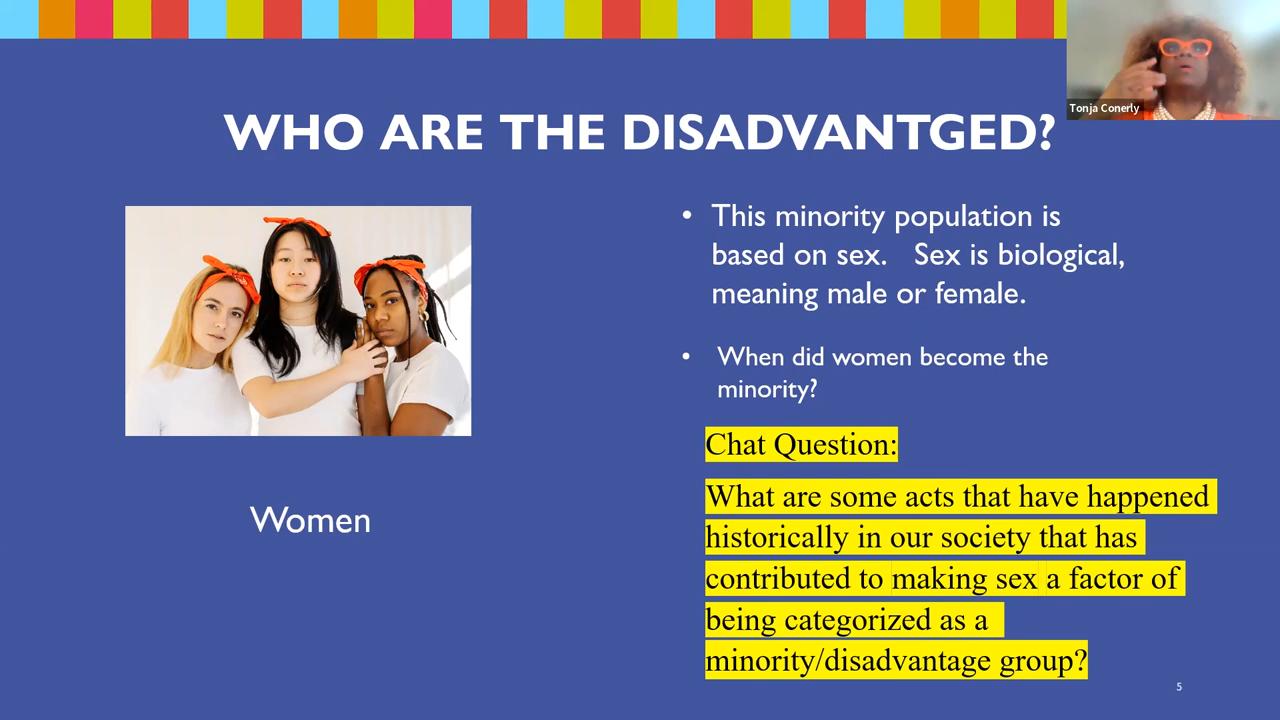 Tonja Conerly
WHO ARE THE DISADVANTGED?
• This minority population is
based on sex. Sex is biological,
meaning male or female.
• When did women become the
minority?
Chat Question:
What are some acts that have happened
historically in our society that has
contributed to making sex a factor of
being categorized as a
minority/disadvantage group?
Women
5